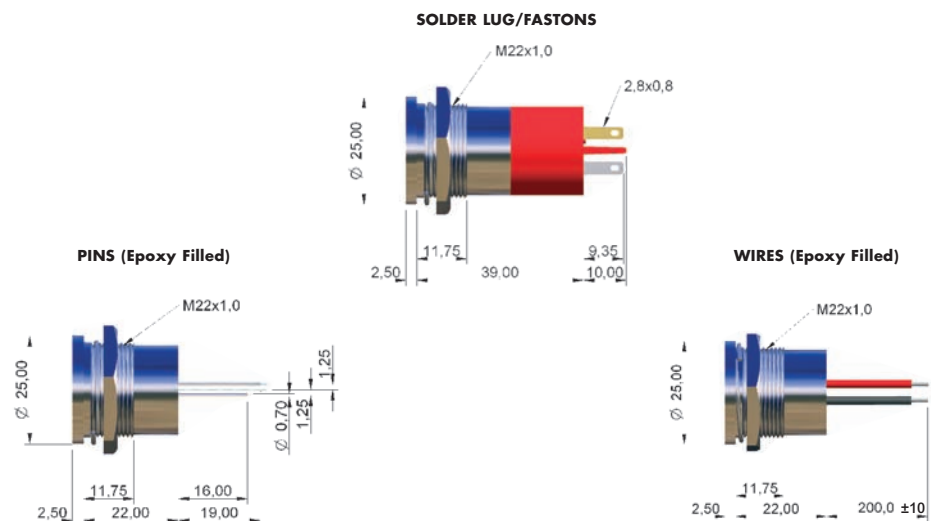 SOLDER LUG/FASTONS
M22x1,0
2,8x0,8
Ø 25,00
11,75
9,35
2,50
39,00
10,00
PINS (Epoxy Filled)
M22x1,0
Ø 25,00
1,25
Ø 0.70
1,25
11,75
16,00
2,50
22,00
19,00
WIRES (Epoxy Filled)
M22x1,0
Ø 25,00
11,75
2,50
22,00
200,0 ±10